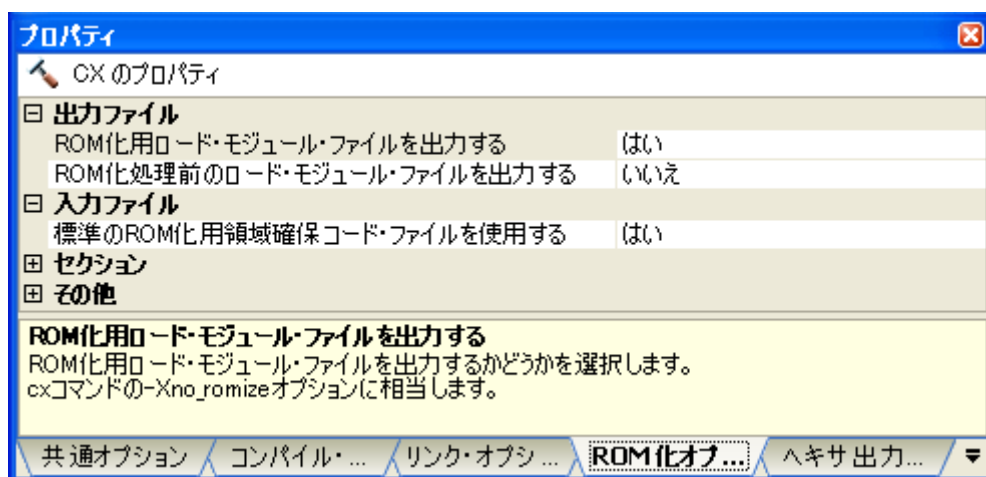 プロパティ
CX のプロパティ
出力ファイル
ROM化用ロード・モジュール・ファイルを出力する はい
ROM化処理前のロード・モジュール・ファイルを出力する いいえ
入力ファイル
標準のROM化用領域確保コード・ファイルを使用する はい
セクション
その他
ROM化用ロード・モジュール・ファイルを出力する
ROM化用ロード・モジュール・ファイルを出力するかどうかを選択します。
cxコマンドの-Xno_romizeオプションに相当します。
共通オプション コンパイル・... リンク・オプシ... ROM化オプ... ヘキサ出力...